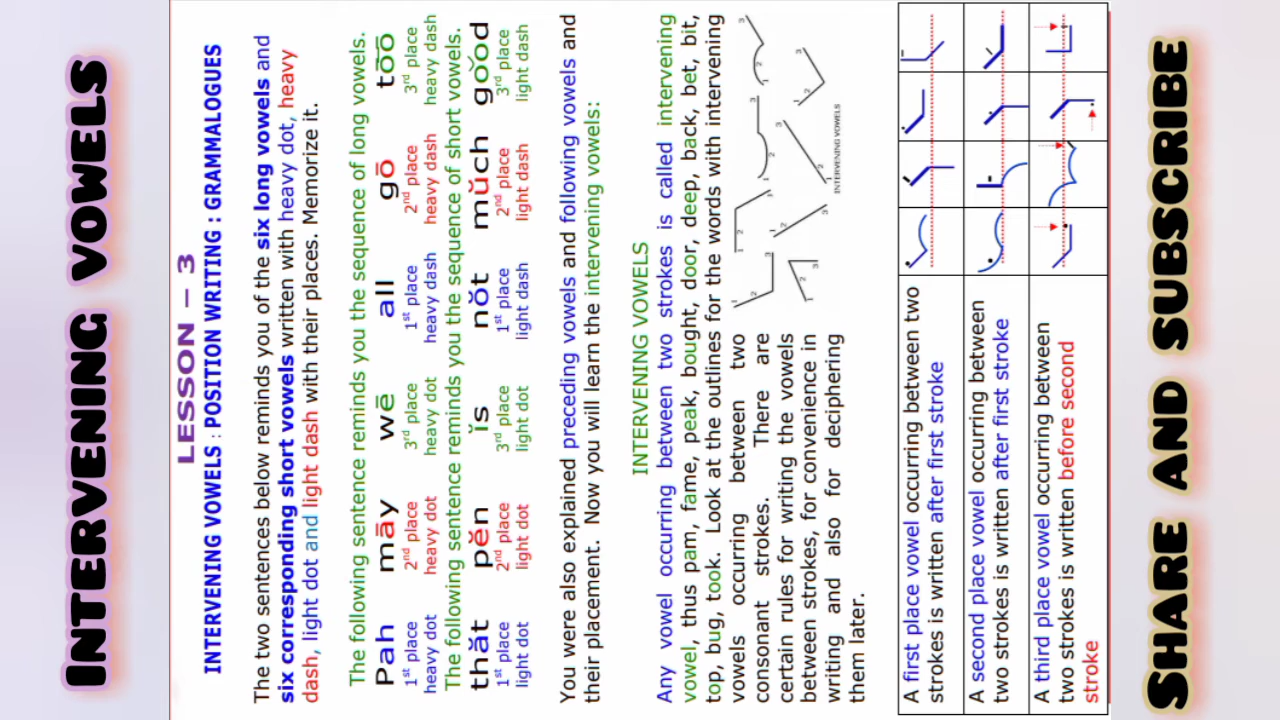 INTERVENING VOWELS
LESSON – 3
INTERVENING VOWELS : POSITION WRITING : GRAMMALOGUES
The two sentences below reminds you of the six long vowels and
six corresponding short vowels written with heavy dot, heavy
dash, light dot and light dash with their places. Memorize it.
The following sentence reminds you the sequence of long vowels.
Pah māy wē all gō tōō
1st place 2nd place 3rd place 1st place 2nd place 3rd place
heavy dot heavy dot heavy dot heavy dash heavy dash heavy dash
The following sentence reminds you the sequence of short vowels.
thăt pĕn ĭs nŏt mŭch gŏŏd
1st place 2nd place 3rd place 1st place 2nd place 3rd place
light dot light dot light dot light dash light dash light dash
You were also explained preceding vowels and following vowels and
their placement. Now you will learn the intervening vowels:
INTERVENING VOWELS
Any vowel occurring between two strokes is called intervening
vowel, thus pam, fame, peak, bought, door, deep, back, bet, bit,
top, bug, took. Look at the outlines for the words with intervening
vowels occurring between two
consonant strokes. There are
certain rules for writing the vowels
between strokes, for convenience in
writing and also for deciphering
them later.
INTERVENING VOWELS
A first place vowel occurring between two
strokes is written after first stroke
A second place vowel occurring between
two strokes is written after first stroke
A third place vowel occurring between
two strokes is written before second
stroke
SHARE AND SUBSCRIBE